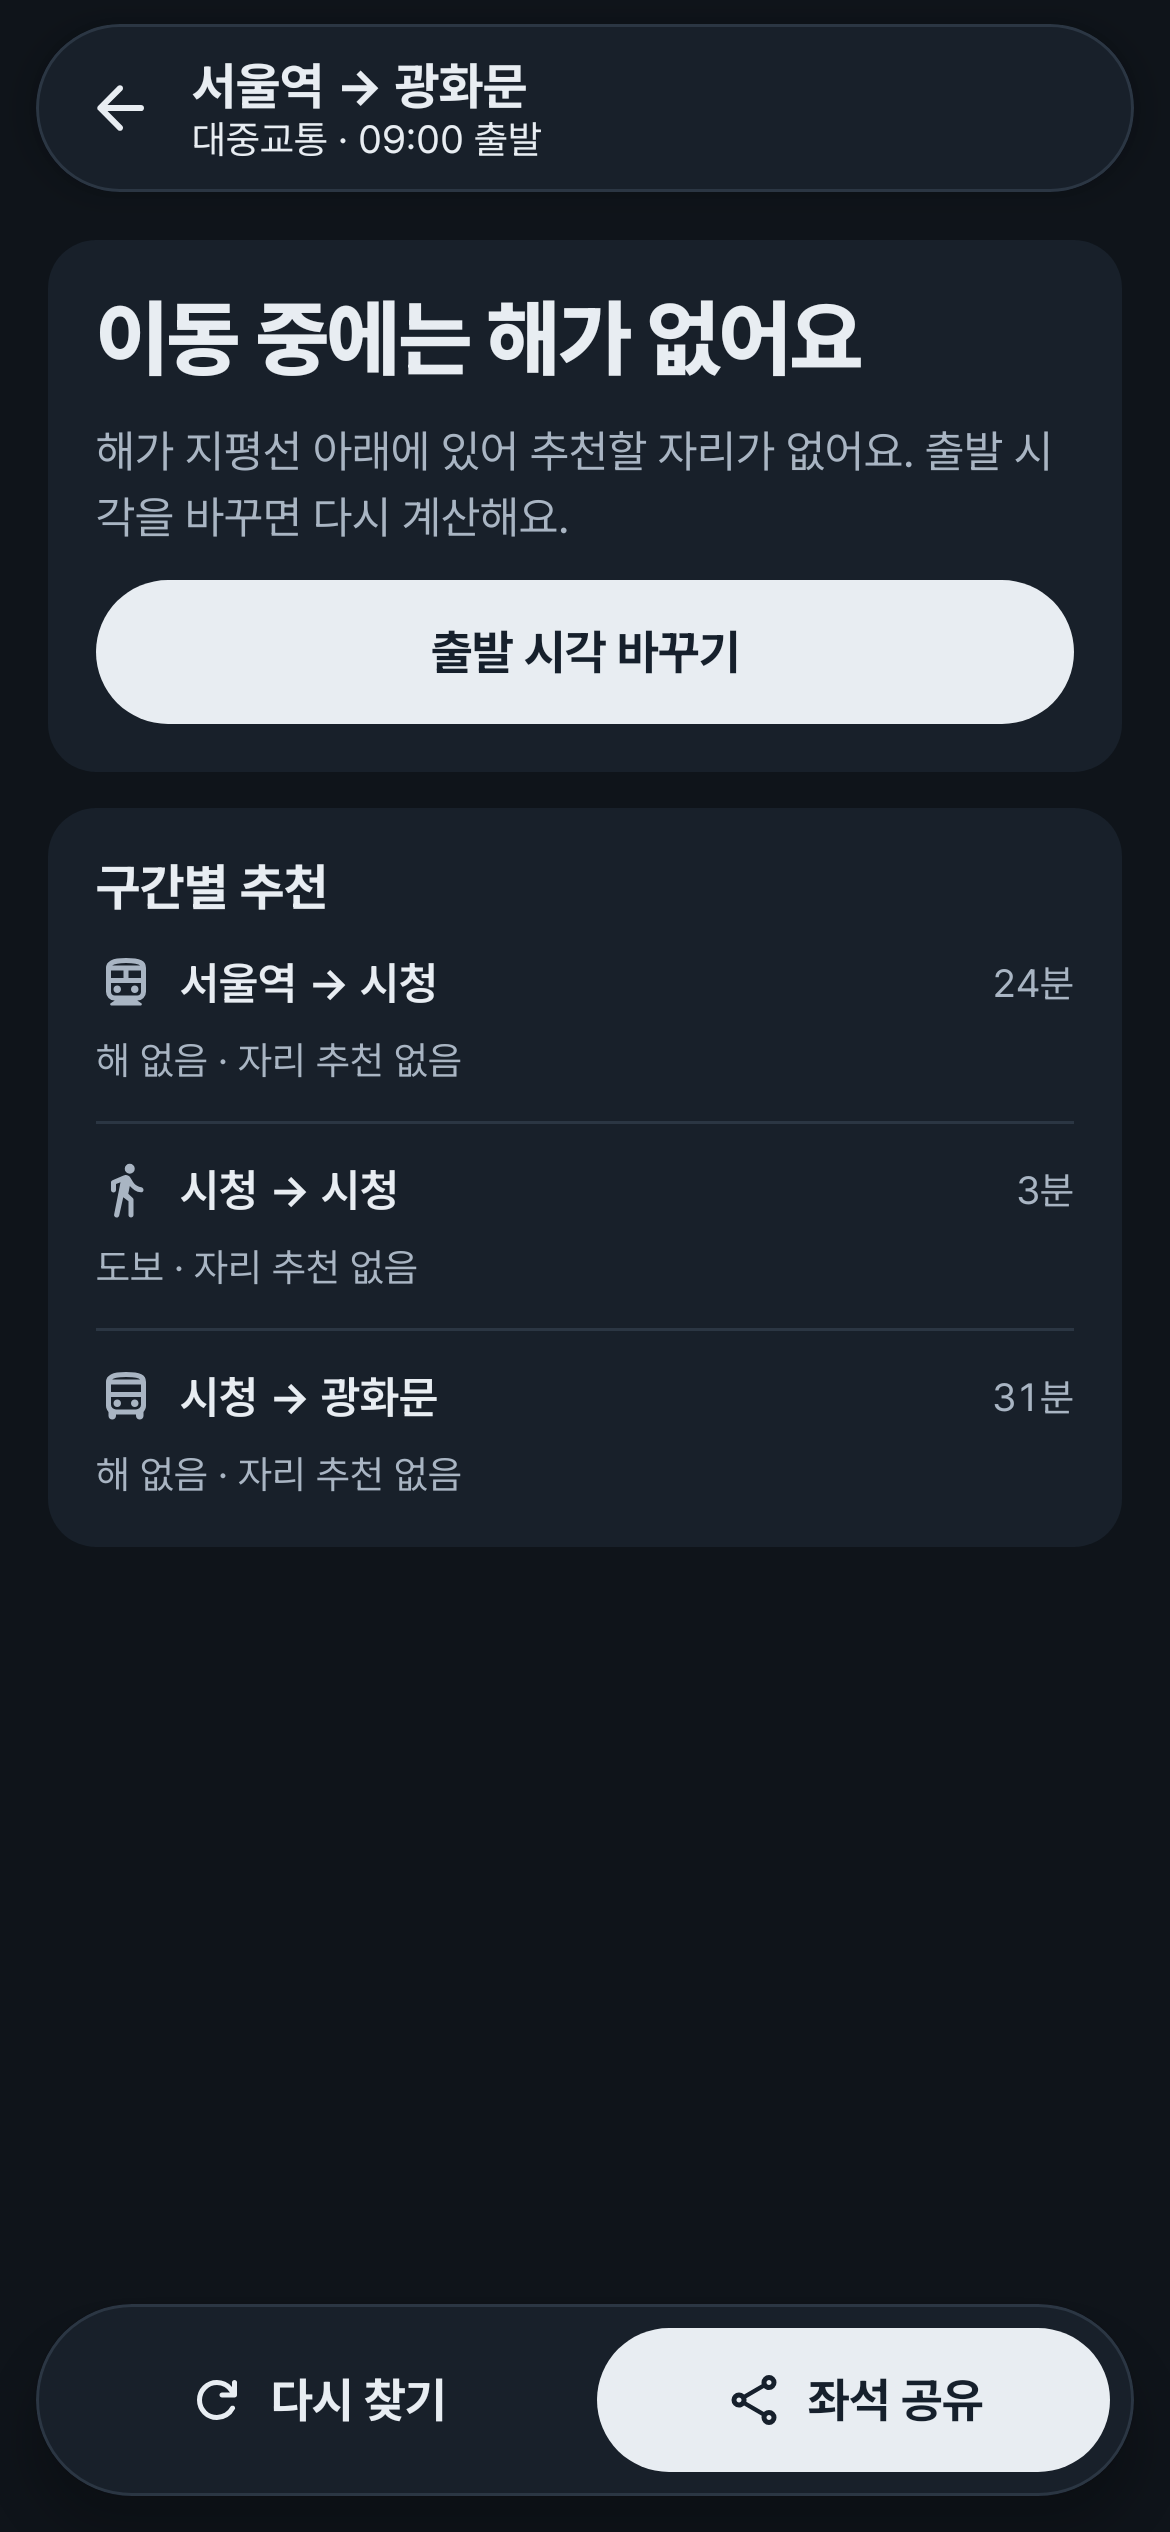 서울역 → 광화문
대중교통 · 09:00 출발
이동 중에는 해가 없어요
해가 지평선 아래에 있어 추천할 자리가 없어요. 출발 시
각을 바꾸면 다시 계산해요.
출발 시각 바꾸기
구간별 추천
서울역 → 시청 24분
해 없음 · 자리 추천 없음
시청 → 시청 3분
도보 · 자리 추천 없음
시청 → 광화문 31분
해 없음 · 자리 추천 없음
다시 찾기 좌석 공유